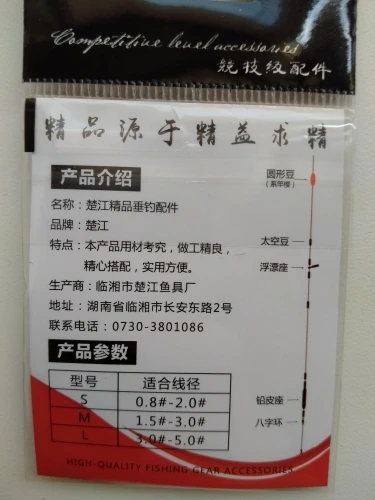 Competitive level accessories
竞技级配件
精品源于精益求精
产品介绍
名称：楚江精品垂钓配件
品牌：楚江
特点：本产品用材考究，做工精良，
精心搭配，实用方便。
生产商：临湘市楚江鱼具厂
地址：湖南省临湘市长安东路2号
联系电话：0730-3801086
产品参数
型号 适合线径
S 0.8#-2.0#
M 1.5#-3.0#
L 3.0#-5.0#
圆形豆
太空豆
浮漂座
铅皮座
八字环
HIGH-QUALITY FISHING GEAR ACCESSORIES